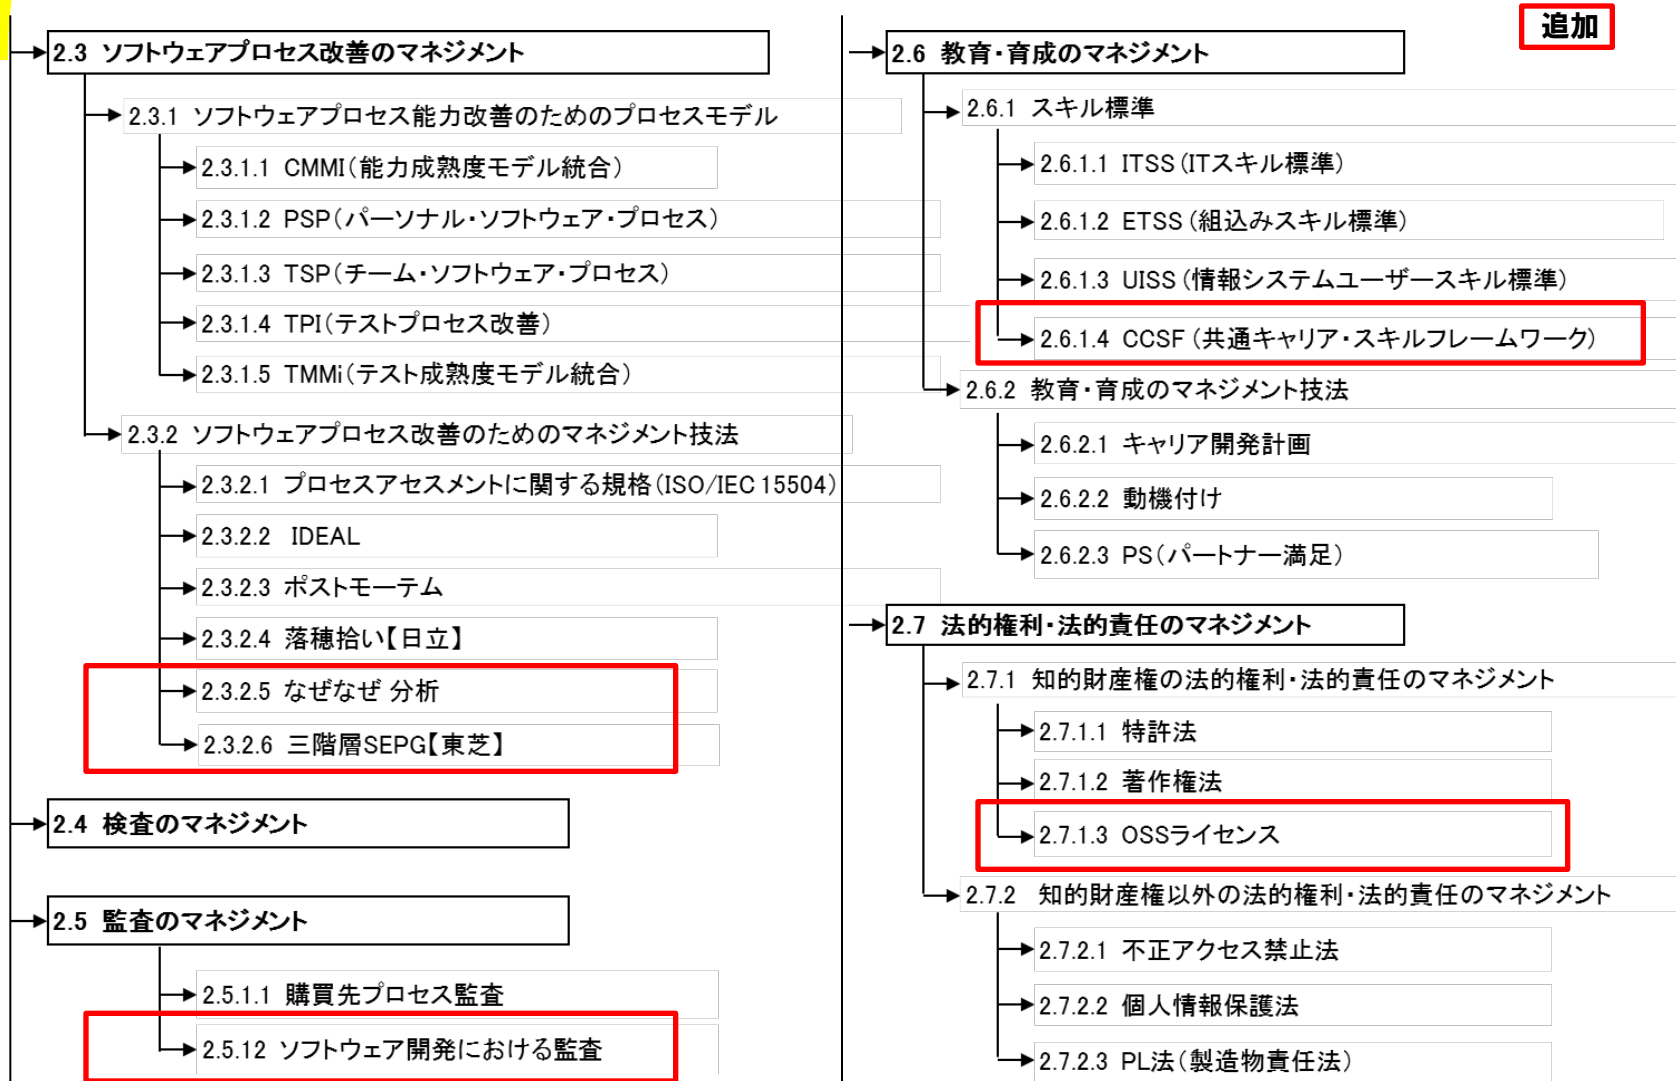 追加
2.3 ソフトウェアプロセス改善のマネジメント
2.3.1 ソフトウェアプロセス能力改善のためのプロセスモデル
2.3.1.1 CMMI(能力成熟度モデル統合)
2.3.1.2 PSP(パーソナル・ソフトウェア・プロセス)
2.3.1.3 TSP(チーム・ソフトウェア・プロセス)
2.3.1.4 TPI(テストプロセス改善)
2.3.1.5 TMMi(テスト成熟度モデル統合)
2.3.2 ソフトウェアプロセス改善のためのマネジメント技法
2.3.2.1 プロセスアセスメントに関する規格(ISO/IEC 15504)
2.3.2.2 IDEAL
2.3.2.3 ポストモーテム
2.3.2.4 落穂拾い【日立】
2.3.2.5 なぜなぜ 分析
2.3.2.6 三階層SEPG【東芝】
2.4 検査のマネジメント
2.5 監査のマネジメント
2.5.1.1 購買先プロセス監査
2.5.12 ソフトウェア開発における監査
2.6 教育・育成のマネジメント
2.6.1 スキル標準
2.6.1.1 ITSS(ITスキル標準)
2.6.1.2 ETSS(組込みスキル標準)
2.6.1.3 UISS(情報システムユーザースキル標準)
2.6.1.4 CCSF(共通キャリア・スキルフレームワーク)
2.6.2 教育・育成のマネジメント技法
2.6.2.1 キャリア開発計画
2.6.2.2 動機付け
2.6.2.3 PS(パートナー満足)
2.7 法的権利・法的責任のマネジメント
2.7.1 知的財産権の法的権利・法的責任のマネジメント
2.7.1.1 特許法
2.7.1.2 著作権法
2.7.1.3 OSSライセンス
2.7.2 知的財産権以外の法的権利・法的責任のマネジメント
2.7.2.1 不正アクセス禁止法
2.7.2.2 個人情報保護法
2.7.2.3 PL法(製造物責任法)